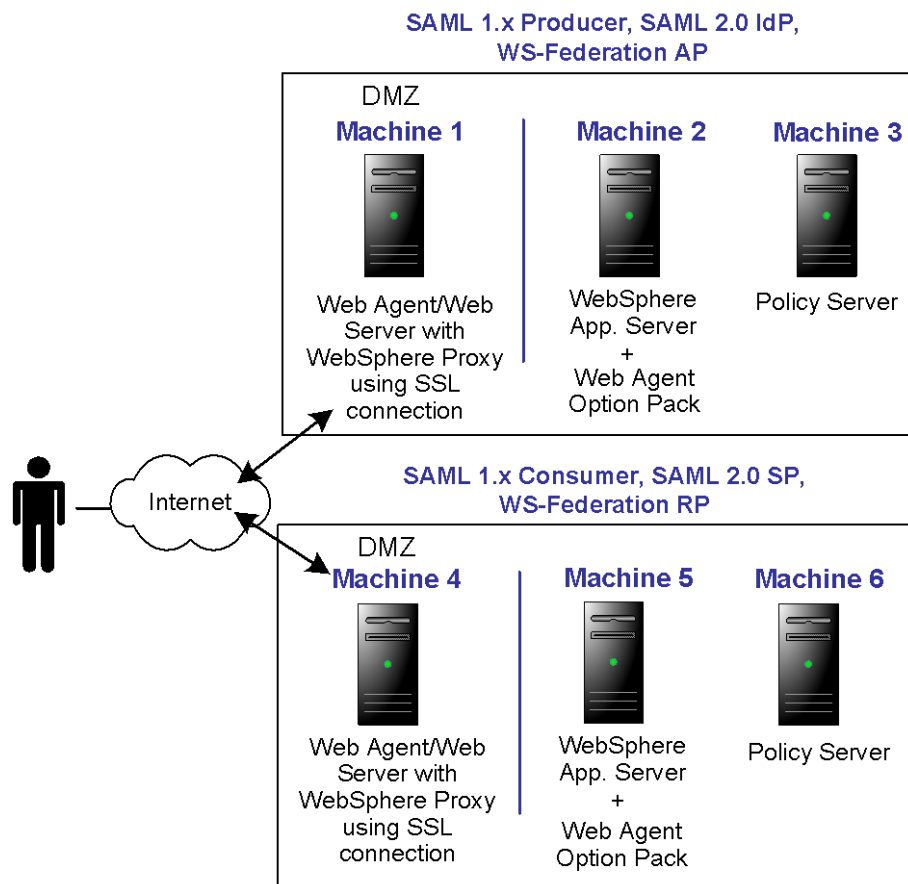 SAML 1.x Producer, SAML 2.0 IdP,
WS-Federation AP
DMZ
Machine 1
Machine 2
Machine 3
Web Agent/Web
Server with
WebSphere Proxy
using SSL
connection
WebSphere
App. Server
+
Web Agent
Option Pack
Policy Server
Internet
SAML 1.x Consumer, SAML 2.0 SP,
WS-Federation RP
DMZ
Machine 4
Machine 5
Machine 6
Web Agent/Web
Server with
WebSphere Proxy
using SSL
connection
WebSphere
App. Server
+
Web Agent
Option Pack
Policy Server